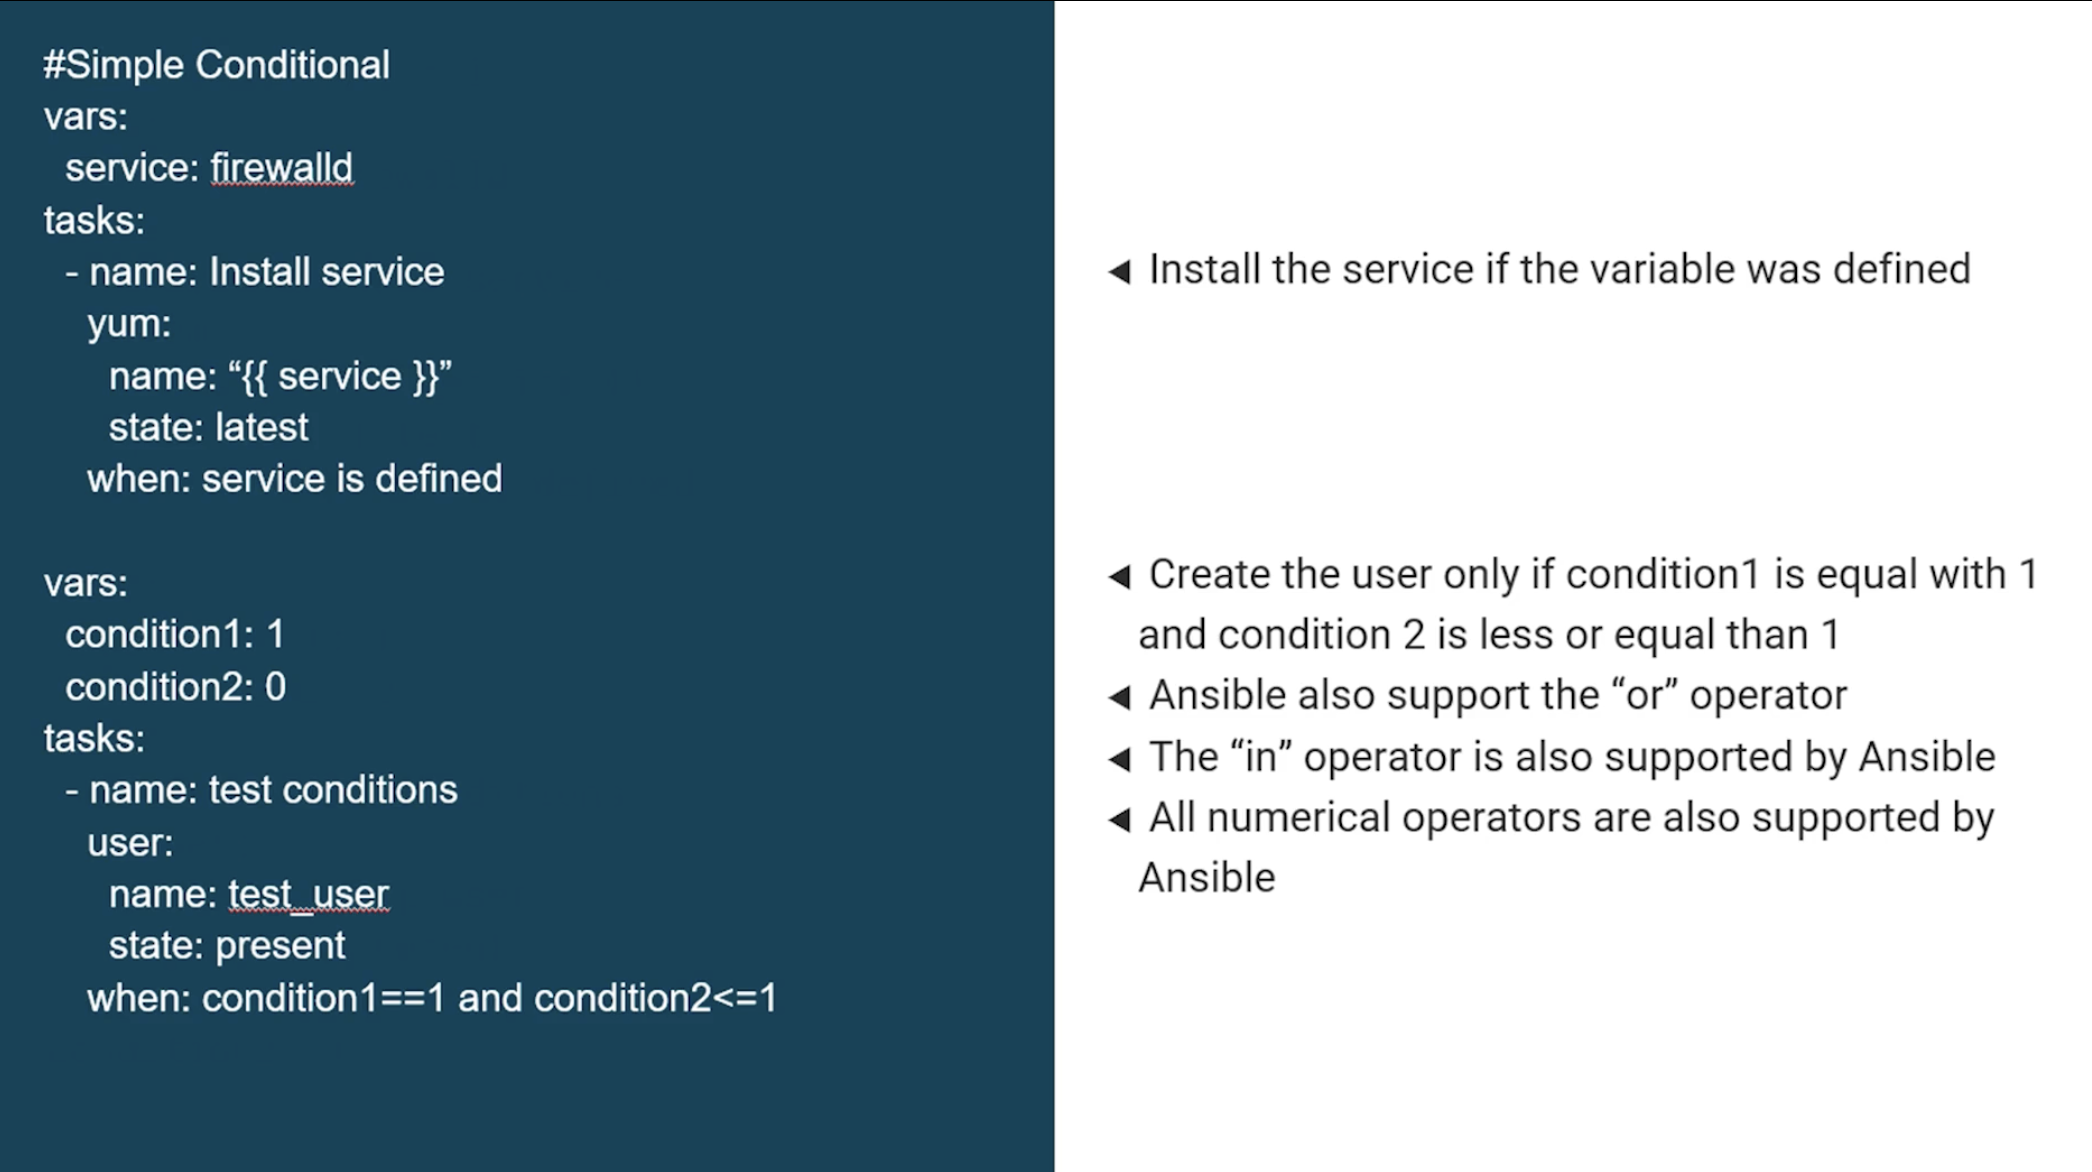 #Simple Conditional
vars:
  service: firewalld
tasks:
  - name: Install service
    yum:
      name: “{{ service }}”
      state: latest
    when: service is defined

vars:
  condition1: 1
  condition2: 0
tasks:
  - name: test conditions
    user:
      name: test_user
      state: present
    when: condition1==1 and condition2<=1
◄ Install the service if the variable was defined
◄ Create the user only if condition1 is equal with 1
and condition 2 is less or equal than 1
◄ Ansible also support the “or” operator
◄ The “in” operator is also supported by Ansible
◄ All numerical operators are also supported by
Ansible